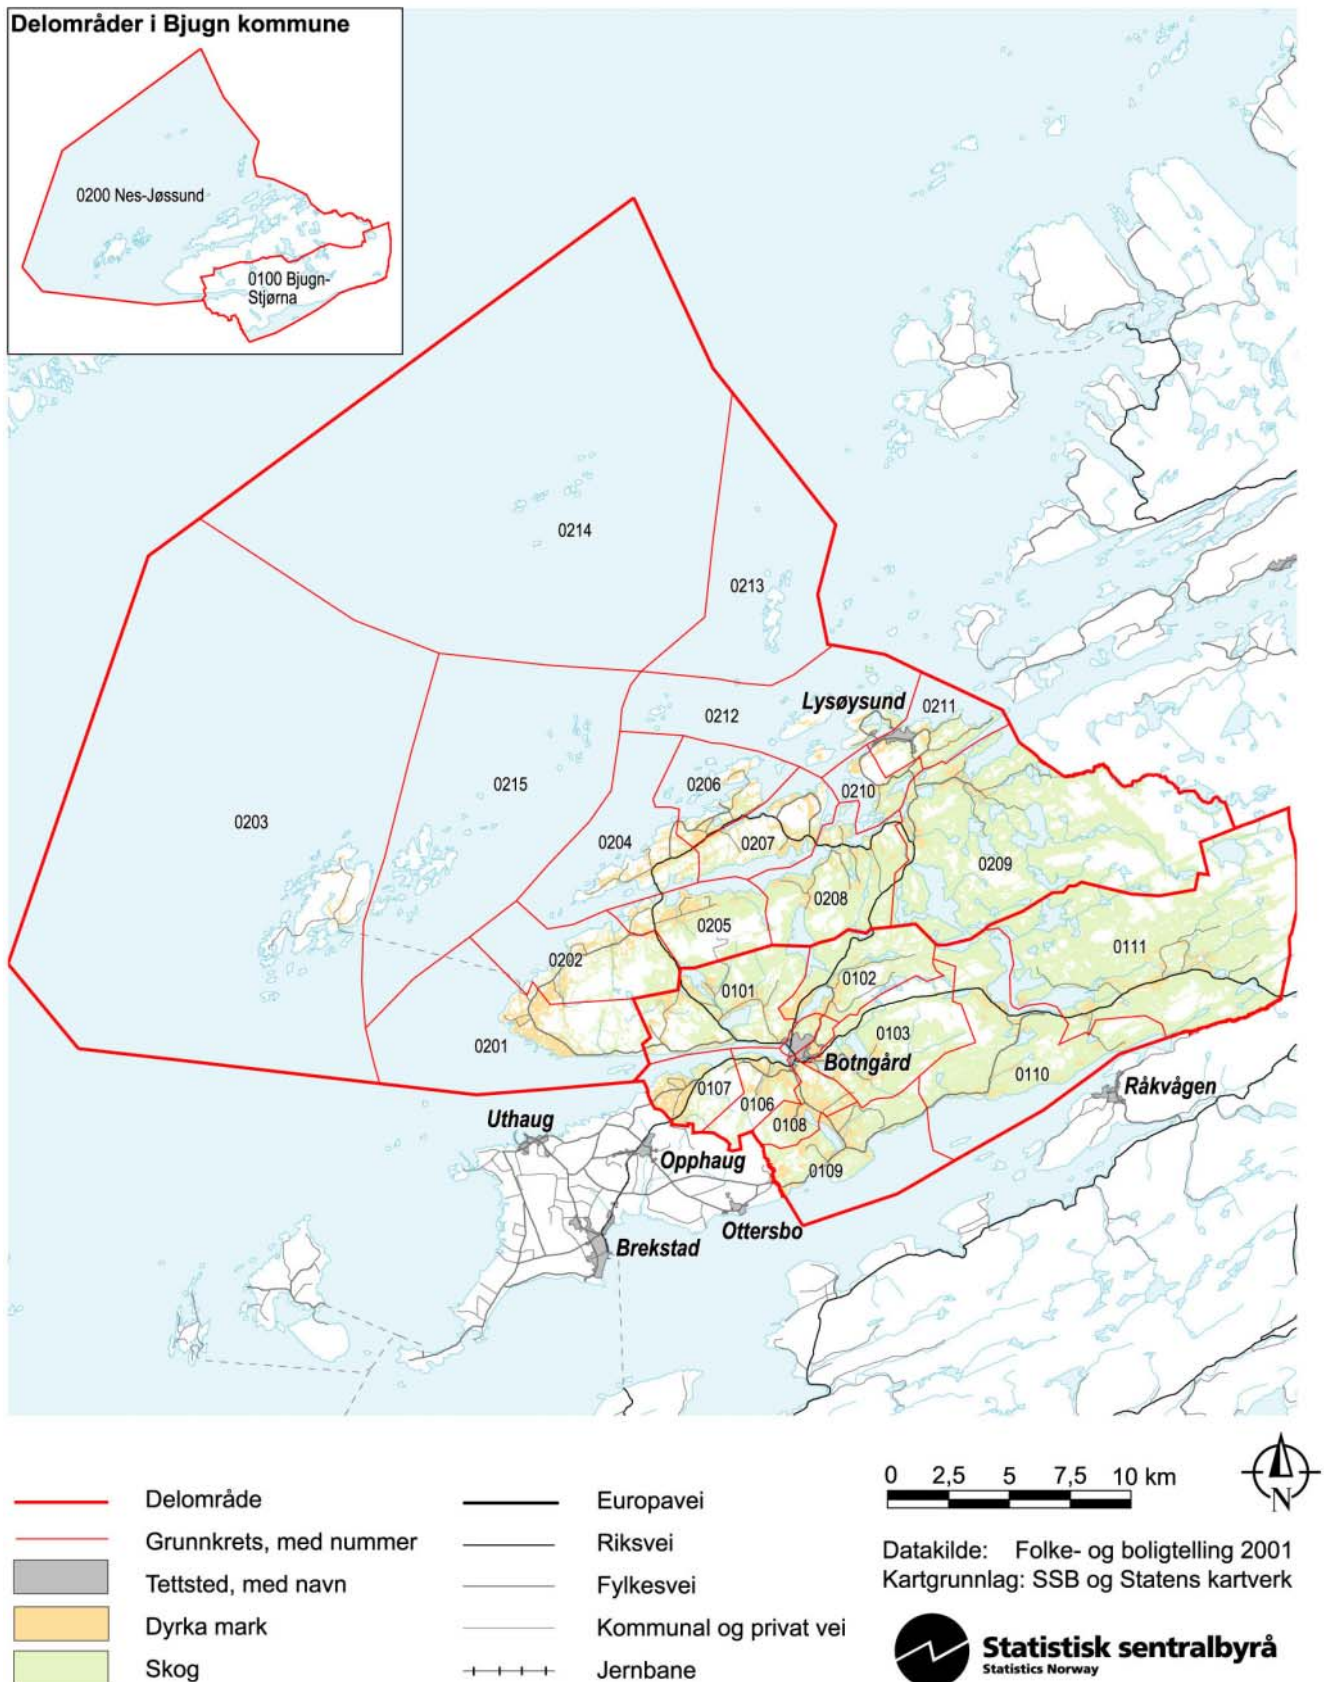 Delområder i Bjugn kommune
0200 Nes-Jøssund
0100 Bjugn-
Stjørna
0214
0213
Lysøysund
0211
0212
0206
0210
0215
0203
0204
0207
0209
0208
0205
0111
0202
0101
0102
0103
0201
Botngård
0110
0107
Råkvågen
0106
Uthaug
0108
Opphaug
0109
Ottersbo
Brekstad
Delområde
Grunnkrets, med nummer
Tettsted, med navn
Dyrka mark
Skog
Europavei
Riksvei
Fylkesvei
Kommunal og privat vei
Jernbane
0 2,5 5 7,5 10 km
N
Datakilde: Folke- og boligtelling 2001
Kartgrunnlag: SSB og Statens kartverk
Statistisk sentralbyrå
Statistics Norway